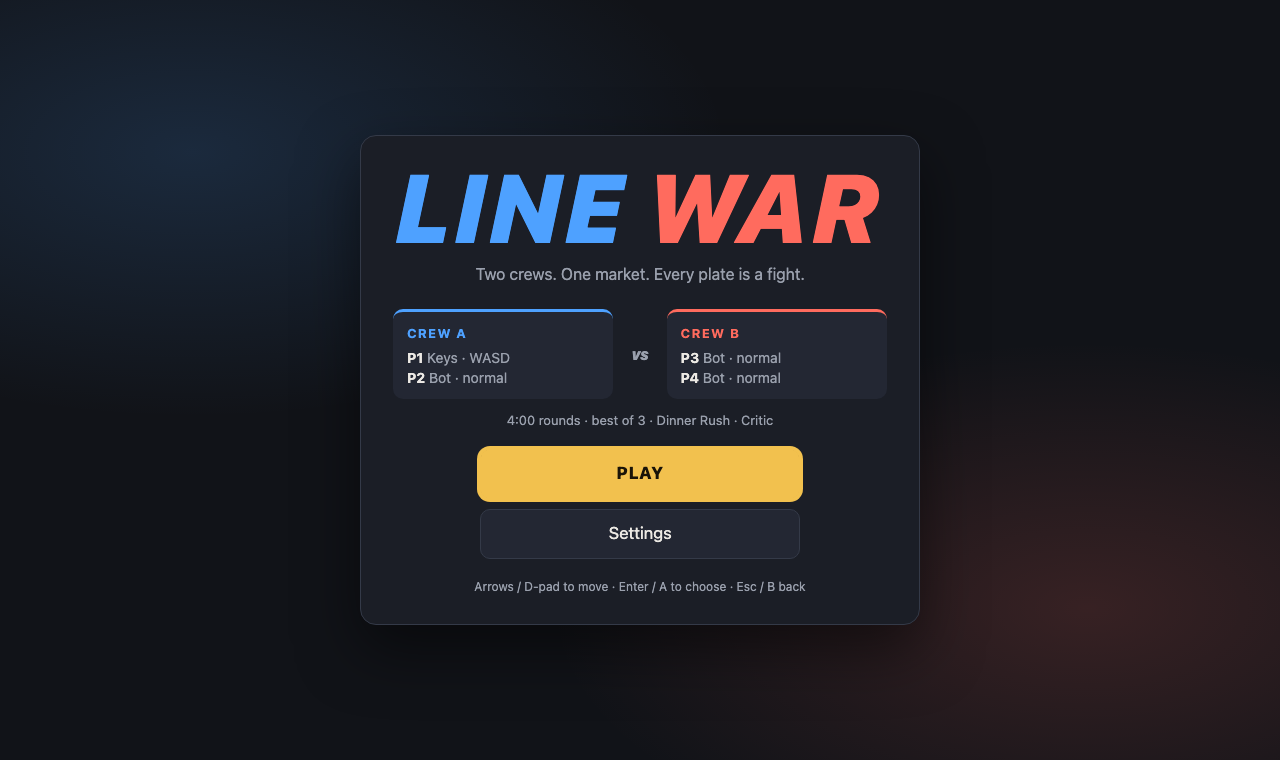 LINE WAR
Two crews. One market. Every plate is a fight.
CREW A
P1 Keys · WASD
P2 Bot · normal
vs
CREW B
P3 Bot · normal
P4 Bot · normal
4:00 rounds · best of 3 · Dinner Rush · Critic
PLAY
Settings
Arrows / D-pad to move · Enter / A to choose · Esc / B back